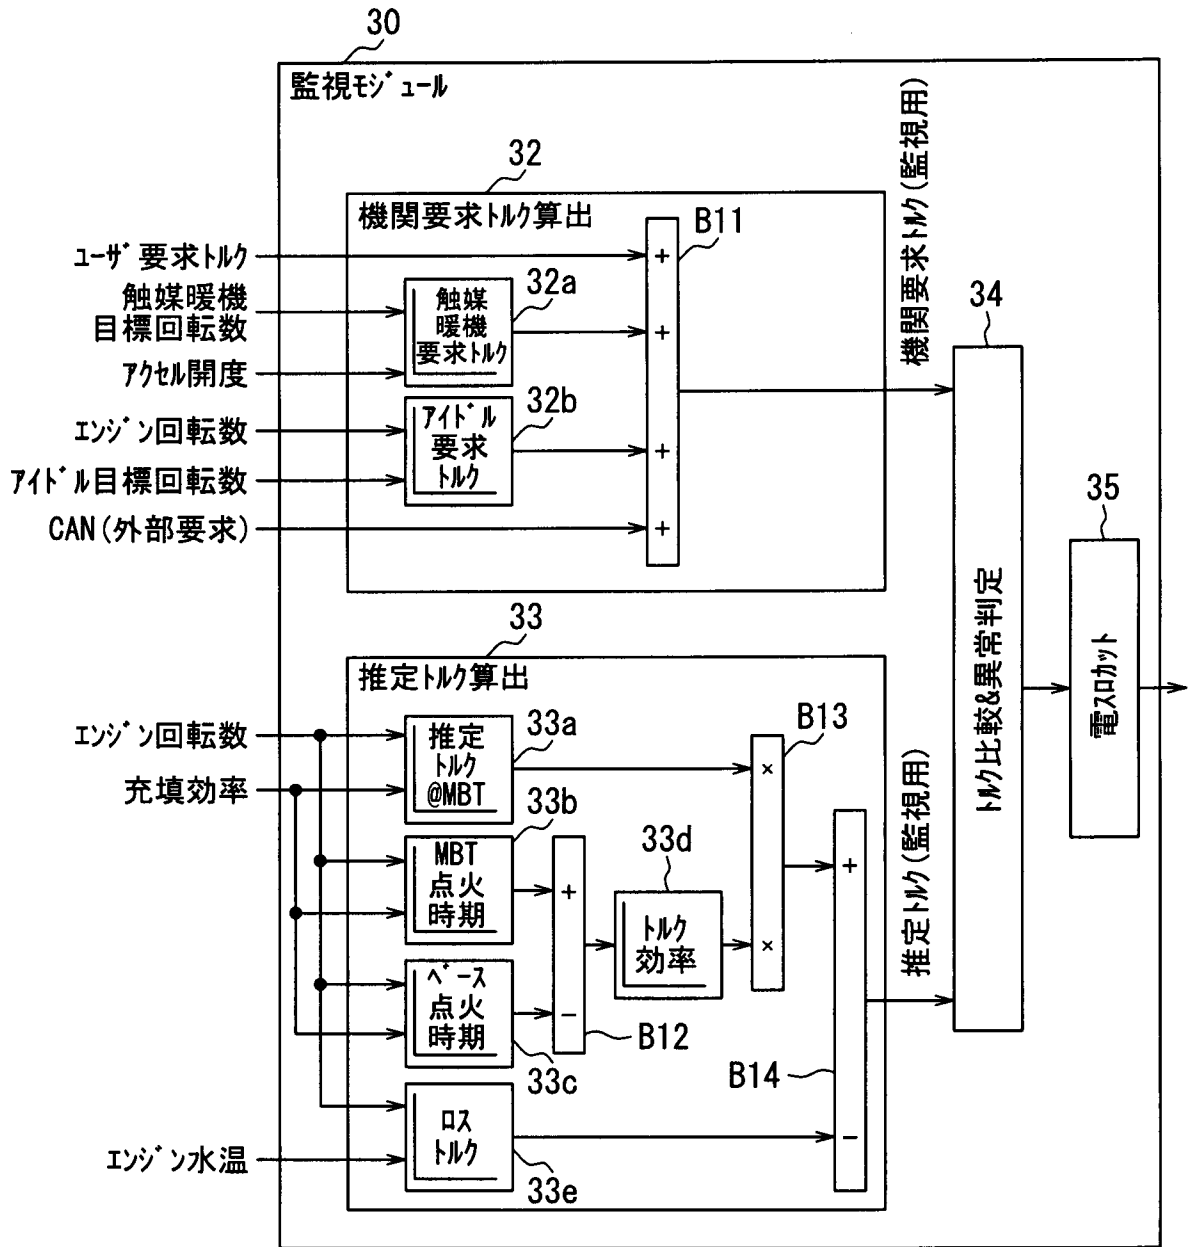 30
監視ﾓｼﾞｭｰﾙ
32
機関要求ﾄﾙｸ算出
B11
ﾕｰｻﾞ要求ﾄﾙｸ
+
触媒暖機
目標回転数
触媒
暖機
要求ﾄﾙｸ
32a
+
ｱｸｾﾙ開度
ｴﾝｼﾞﾝ回転数
ｱｲﾄﾞﾙ
要求
ﾄﾙｸ
32b
+
ｱｲﾄﾞﾙ目標回転数
CAN(外部要求)
+
機関要求ﾄﾙｸ(監視用)
34
ﾄﾙｸ比較&異常判定
35
電ｽﾛｶｯﾄ
33
推定ﾄﾙｸ算出
ｴﾝｼﾞﾝ回転数
充填効率
推定
ﾄﾙｸ
@MBT
33a
B13
×
×
MBT
点火
時期
33b
+
−
33d
ﾄﾙｸ
効率
ﾍﾞｰｽ
点火
時期
33c
B12
B14
+
−
ｴﾝｼﾞﾝ水温
ﾛｽ
ﾄﾙｸ
33e
推定ﾄﾙｸ(監視用)